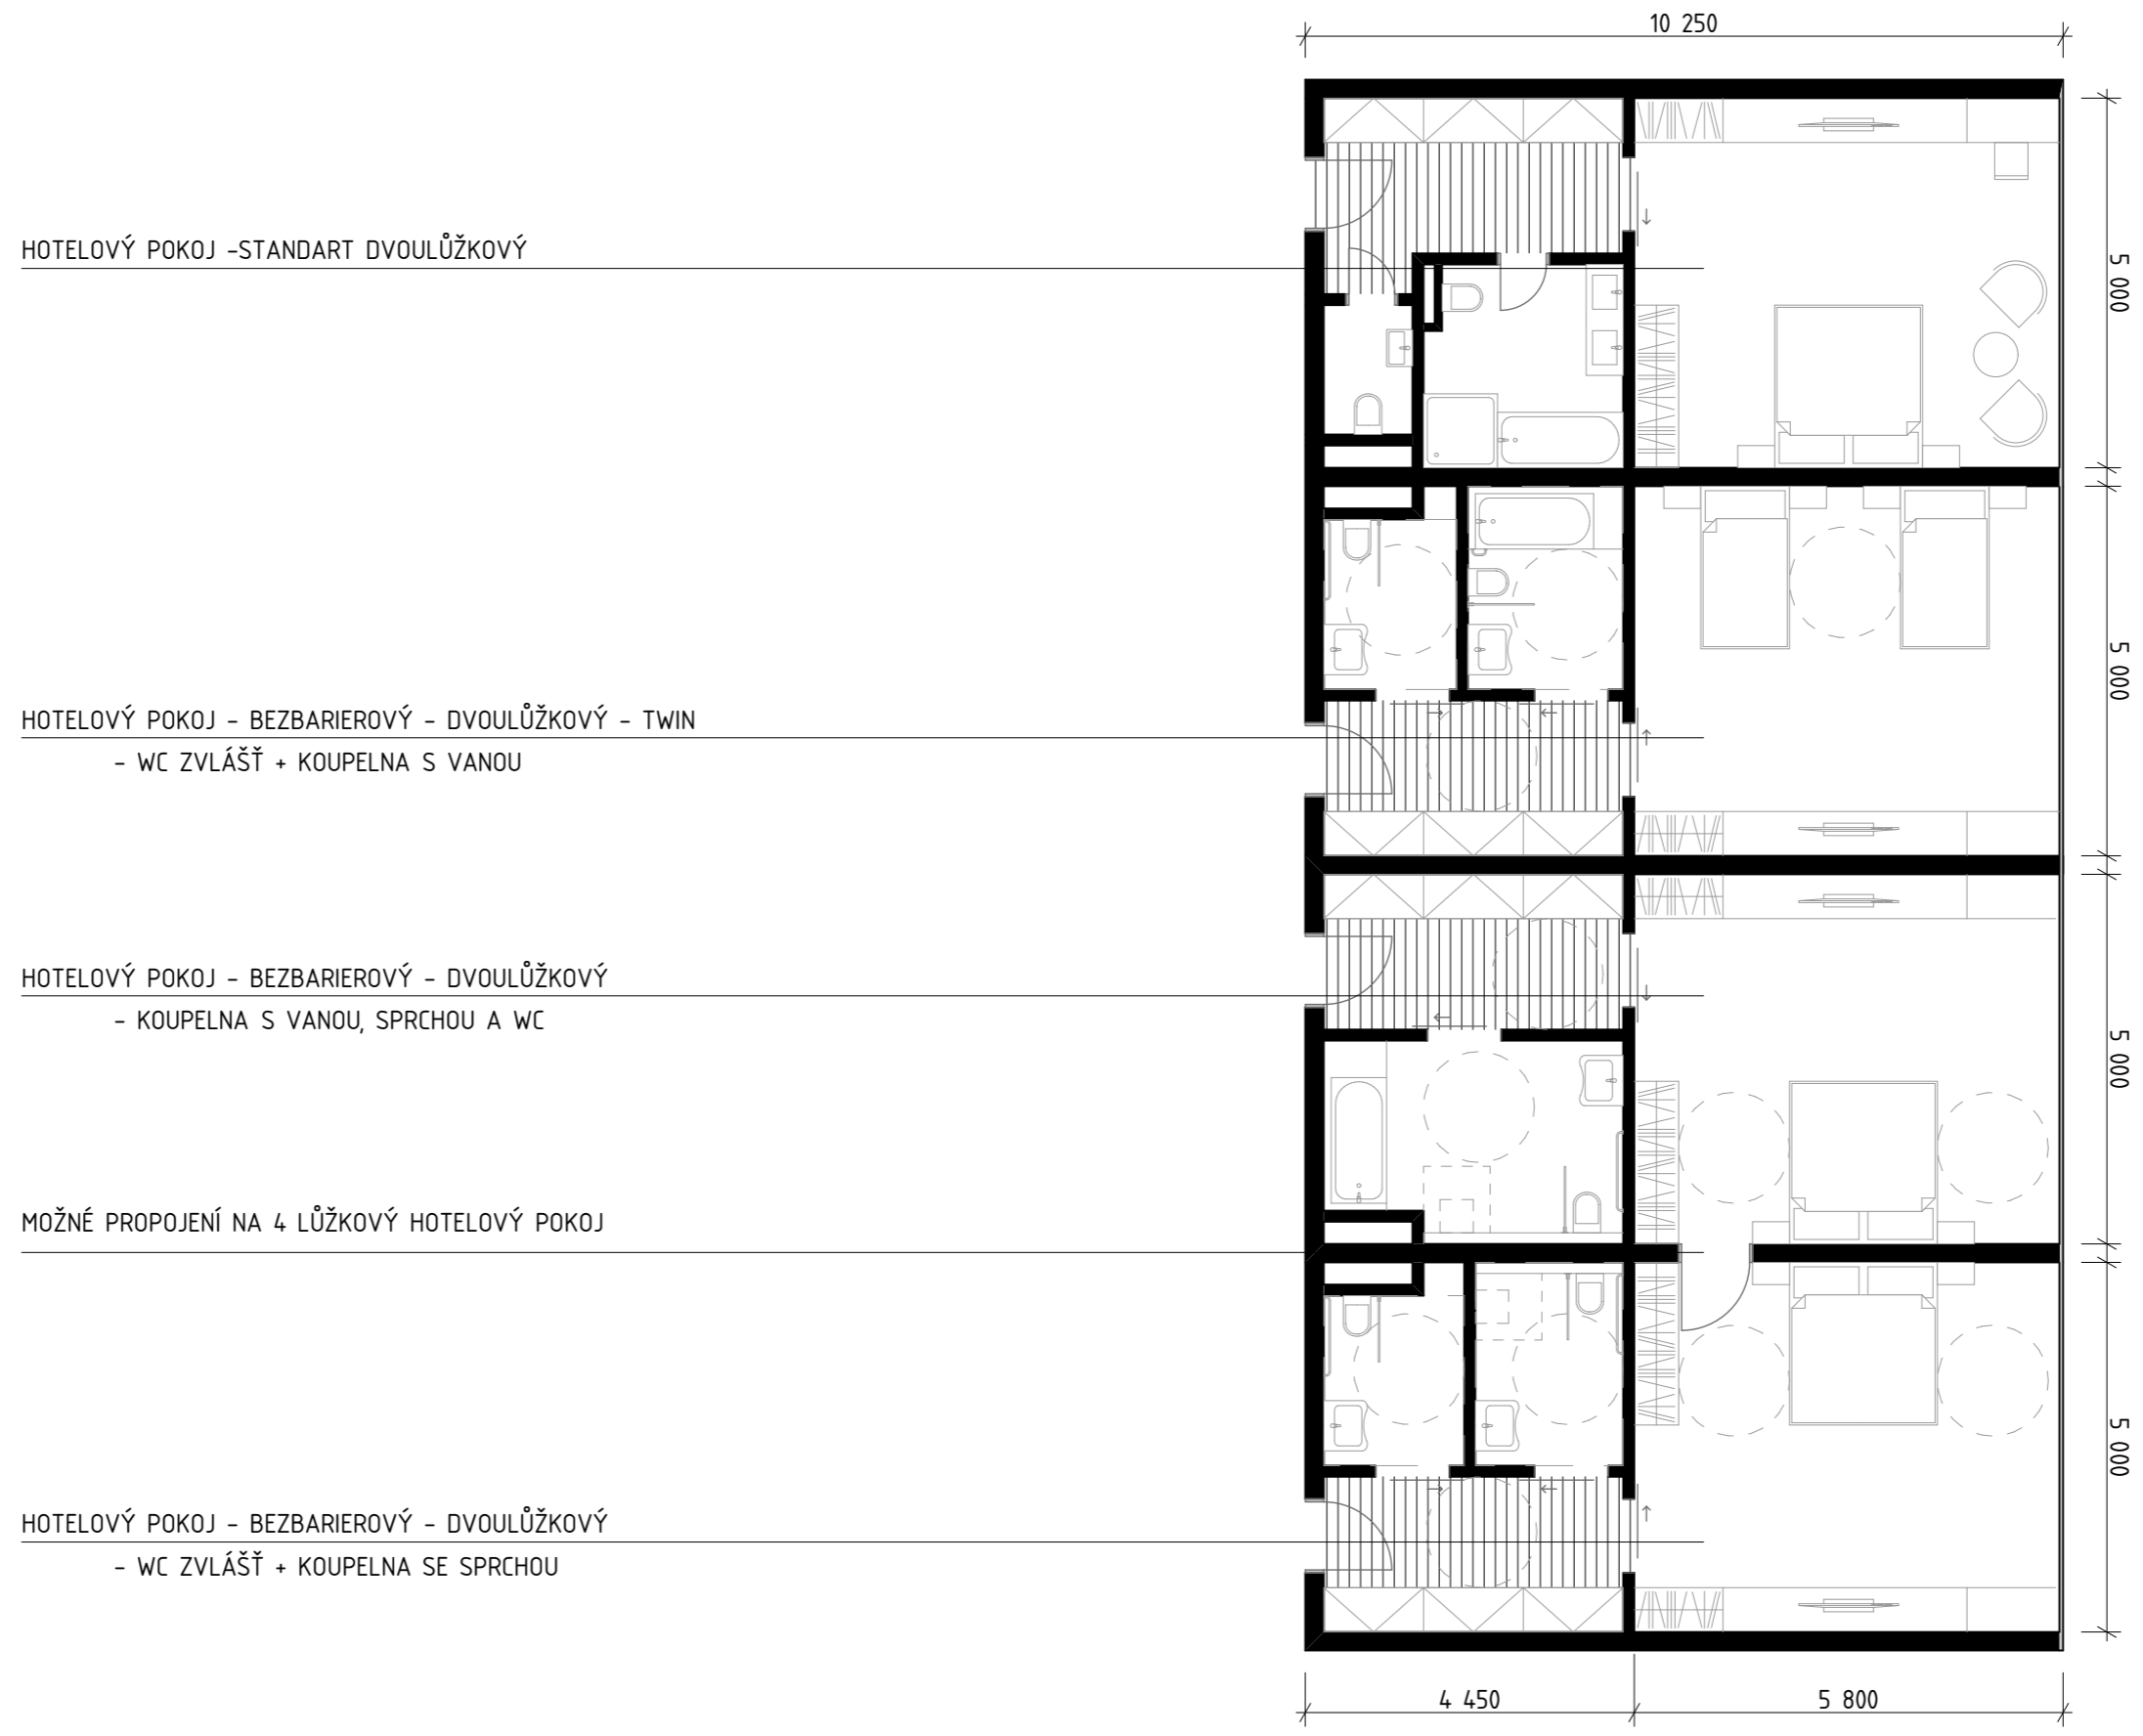 10 250
HOTELOVÝ POKOJ -STANDART DVOULŮŽKOVÝ
5 000
HOTELOVÝ POKOJ - BEZBARIEROVÝ - DVOULŮŽKOVÝ - TWIN
- WC ZVLÁŠŤ + KOUPELNA S VANOU
5 000
HOTELOVÝ POKOJ - BEZBARIEROVÝ - DVOULŮŽKOVÝ
- KOUPELNA S VANOU, SPRCHOU A WC
5 000
MOŽNÉ PROPOJENÍ NA 4 LŮŽKOVÝ HOTELOVÝ POKOJ
5 000
HOTELOVÝ POKOJ - BEZBARIEROVÝ - DVOULŮŽKOVÝ
- WC ZVLÁŠŤ + KOUPELNA SE SPRCHOU
4 450
5 800